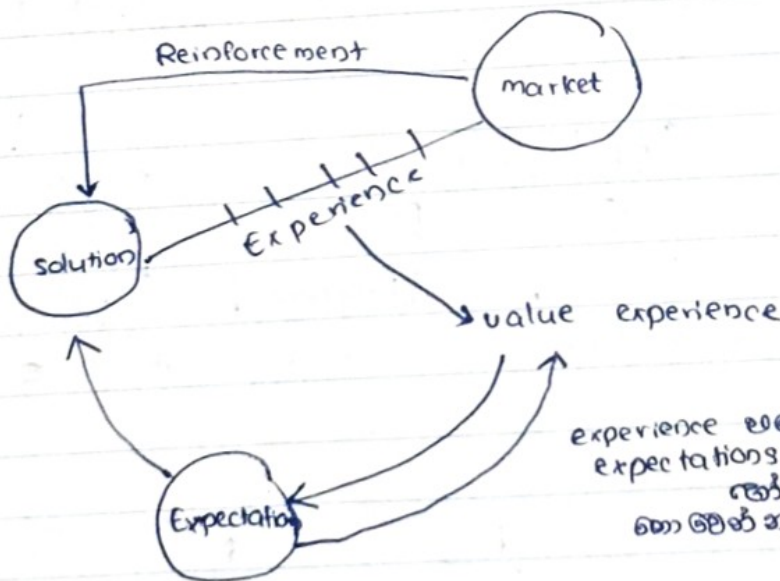 Reinforcement
market
Experience
solution
value experience
Expectation
experience
expectations